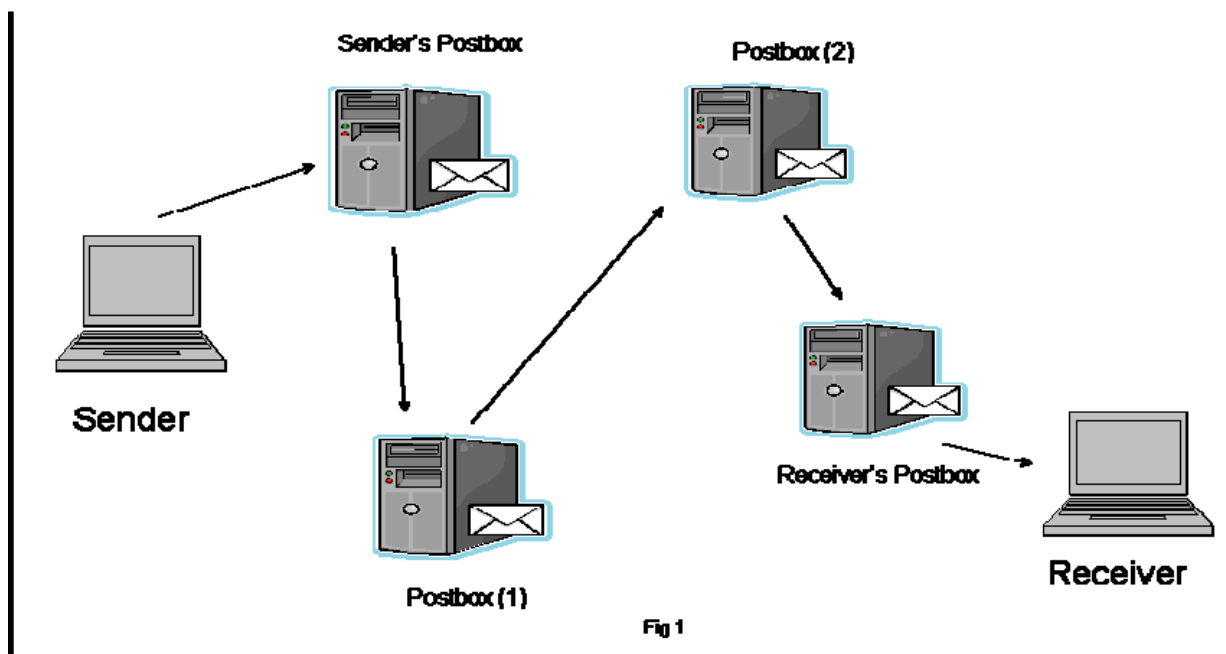 Sender's Postbox
Postbox (2)
Sender
Receiver's Postbox
Receiver
Postbox (1)
Fig 1